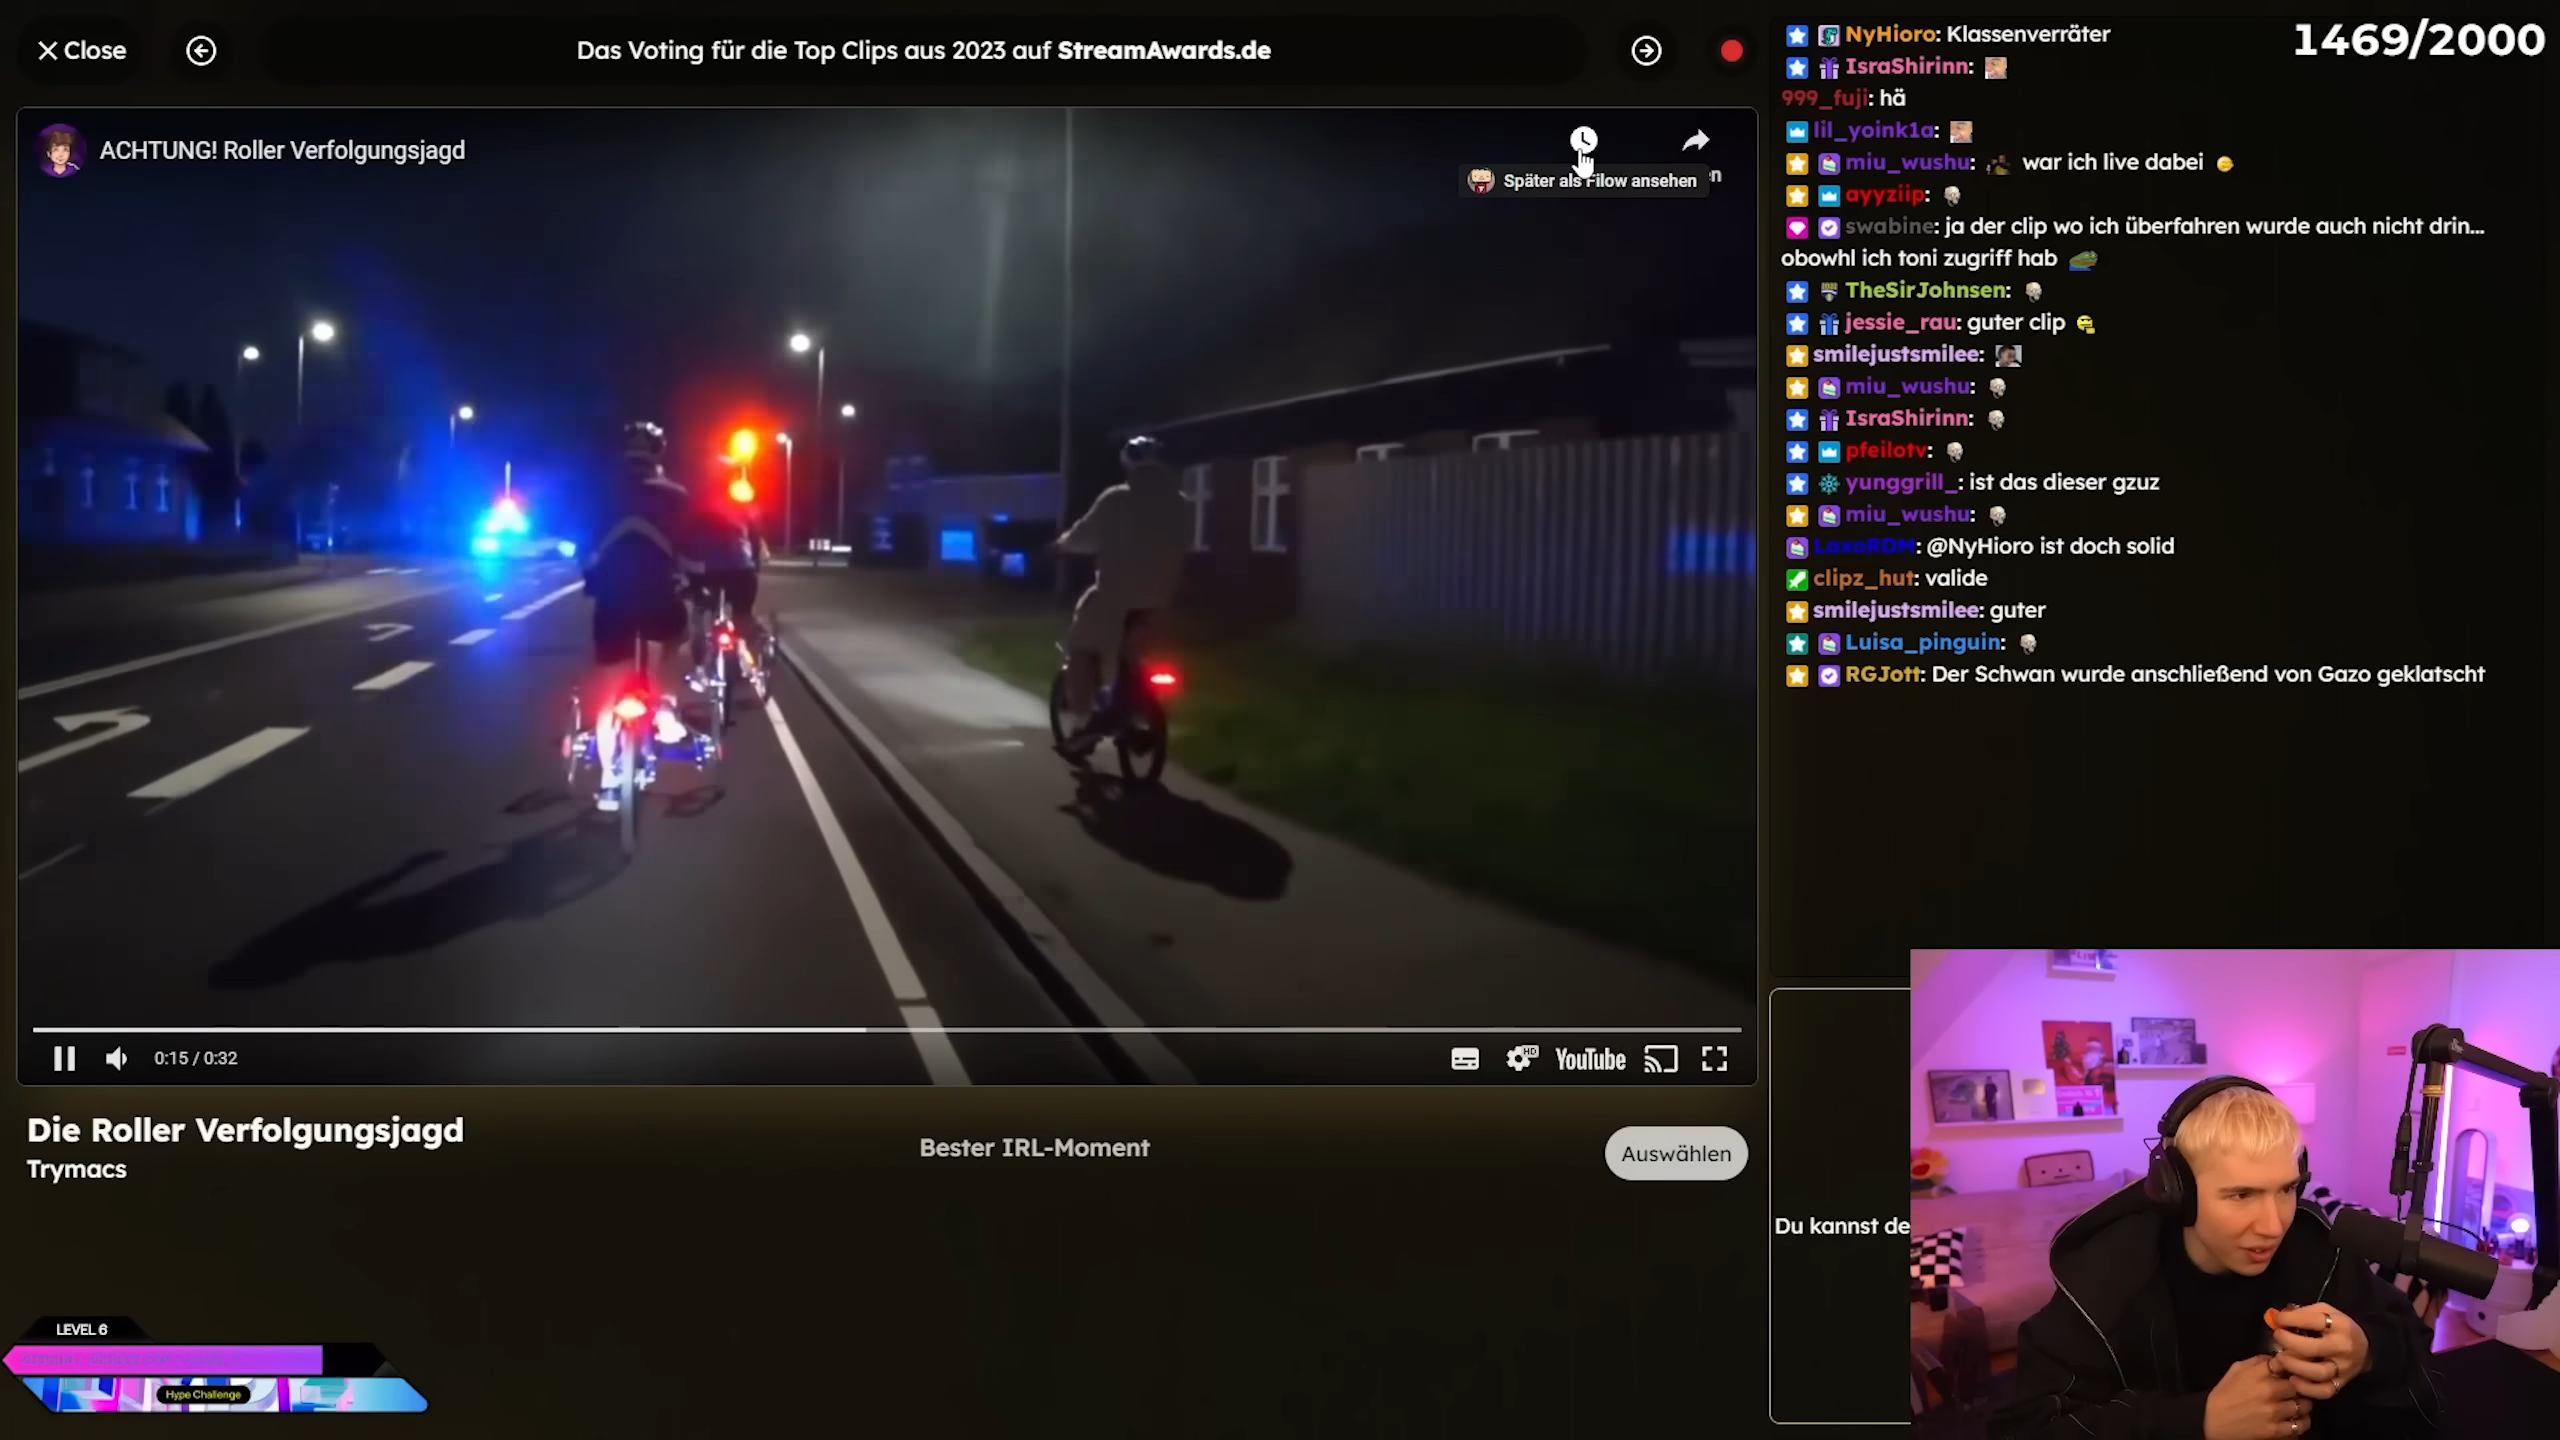 Close
Das Voting für die Top Clips aus 2023 auf StreamAwards.de
ACHTUNG! Roller Verfolgungsjagd
Später als Filow ansehen
n
0:15 / 0:32
HD
YouTube
Die Roller Verfolgungsjagd
Trymacs
Bester IRL-Moment
Auswählen
LEVEL 6
Hype Challenge
1469/2000
NyHioro: Klassenverräter
IsraShirinn:
999_fuji: hä
lil_yoink1a:
miu_wushu: war ich live dabei
ayyziip:
swabine: ja der clip wo ich überfahren wurde auch nicht drin...
obowhl ich toni zugriff hab
TheSirJohnsen:
jessie_rau: guter clip
smilejustsmilee:
miu_wushu:
IsraShirinn:
pfeilotv:
yunggrill_: ist das dieser gzuz
miu_wushu:
LaxoRDM: @NyHioro ist doch solid
clipz_hut: valide
smilejustsmilee: guter
Luisa_pinguin:
RGJott: Der Schwan wurde anschließend von Gazo geklatscht
Du kannst de